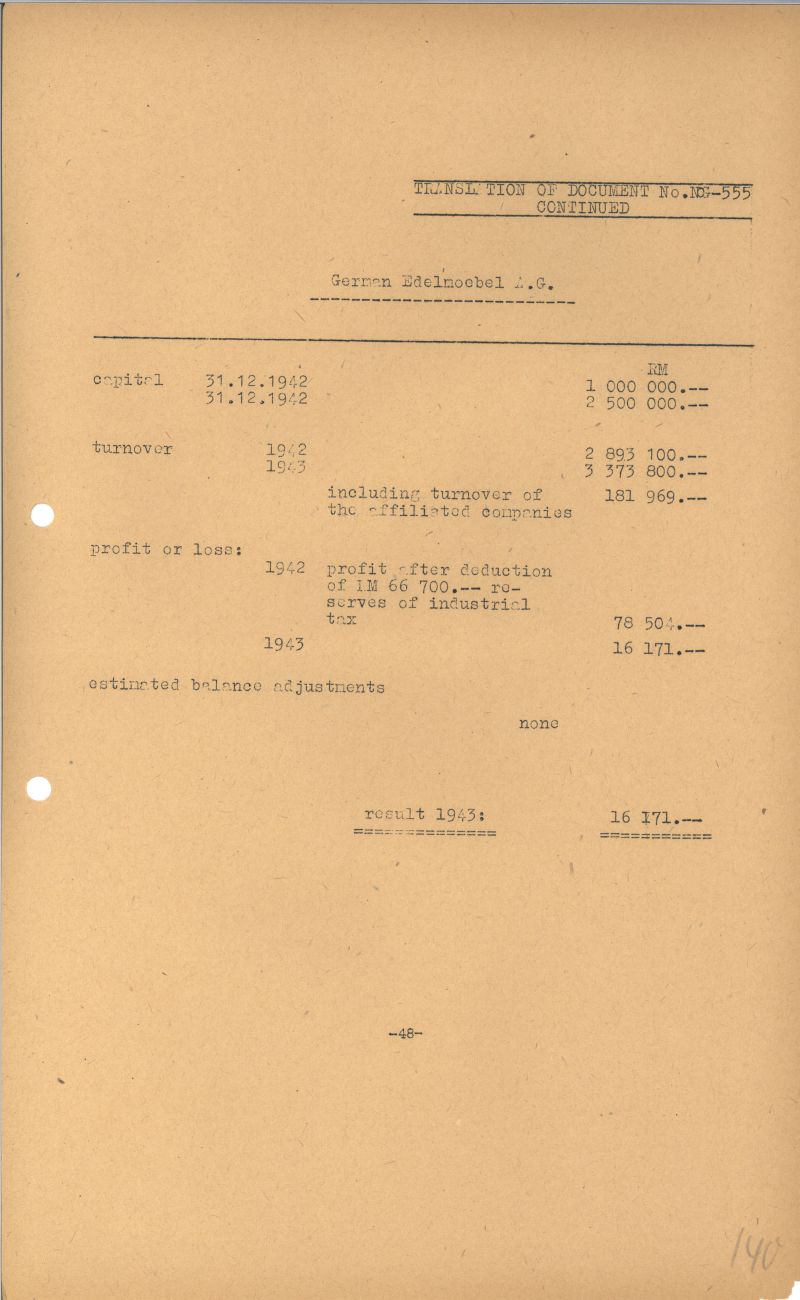 TRANSLATION OF DOCUMENT No.NG-555
CONTINUED
German Edelmoebel A.G.
RM
capital 31.12.1942 1 000 000.--
31.12.1942 2 500 000.--
turnover 1942 2 893 100.--
1943 3 373 800.--
including turnover of 181 969.--
the affiliated companies
profit or loss:
1942 profit after deduction
of RM 66 700.-- re-
serves of industrial
tax 78 504.--
1943 16 171.--
estimated balance adjustments
none
result 1943: 16 171.--
============== ===========
-48-
140